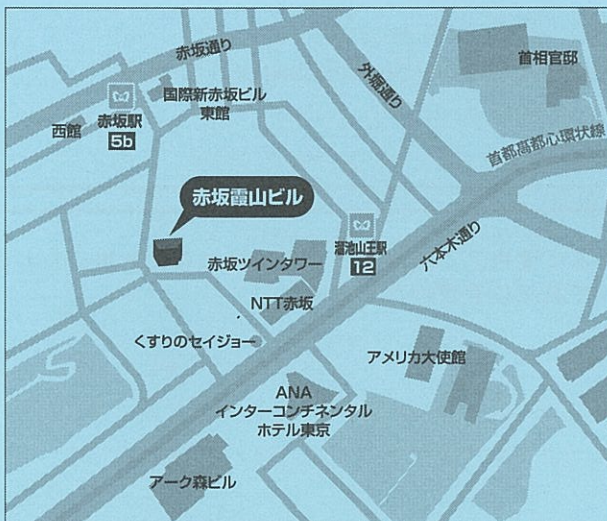 赤坂通り
首相官邸
外堀通り
国際新赤坂ビル
東館
赤坂駅
5b
西館
首都高都心環状線
赤坂霞山ビル
溜池山王駅
12
六本木通り
赤坂ツインタワー
NTT赤坂
くすりのセイジョー
アメリカ大使館
ANA
インターコンチネンタル
ホテル東京
アーク森ビル